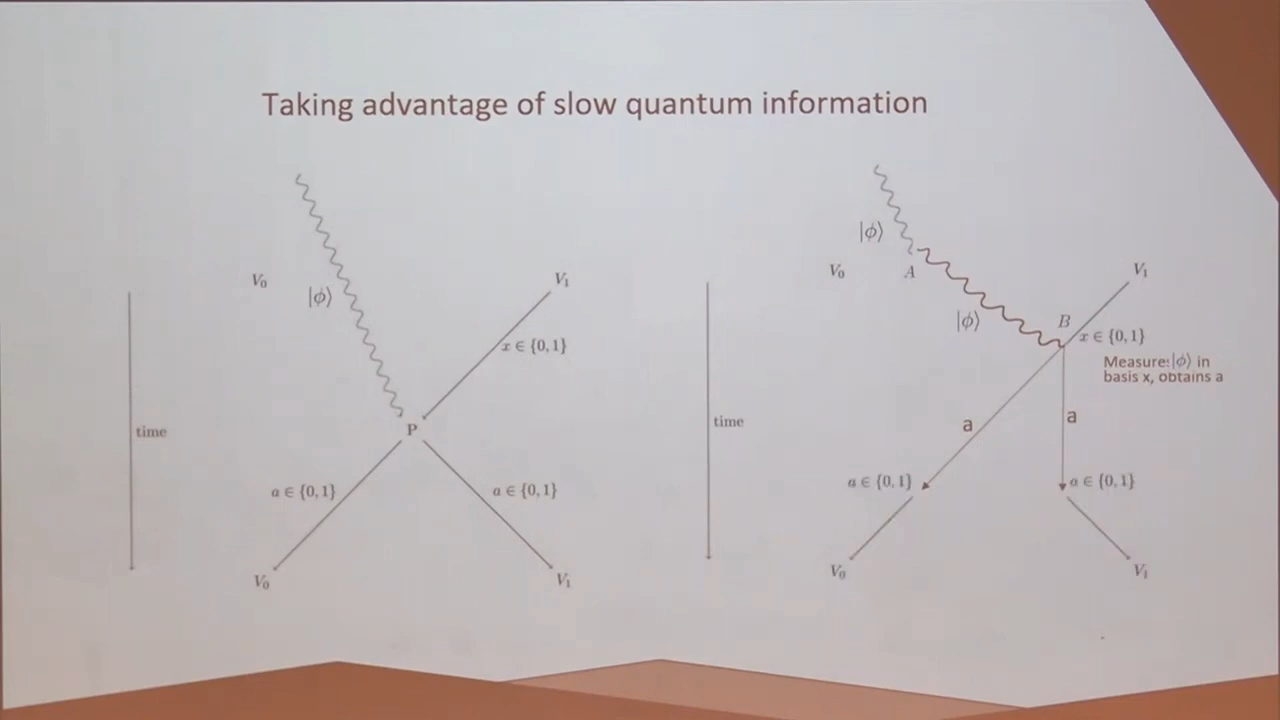 Taking advantage of slow quantum information
V₀
|ϕ⟩
V₁
x ∈ {0, 1}
time
P
a ∈ {0, 1}
a ∈ {0, 1}
V₀
V₁
|ϕ⟩
V₀
A
V₁
|ϕ⟩
B
x ∈ {0, 1}
Measure:|ϕ⟩ in
basis x, obtains a
time
a
a
a ∈ {0, 1}
a ∈ {0, 1}
V₀
V₁